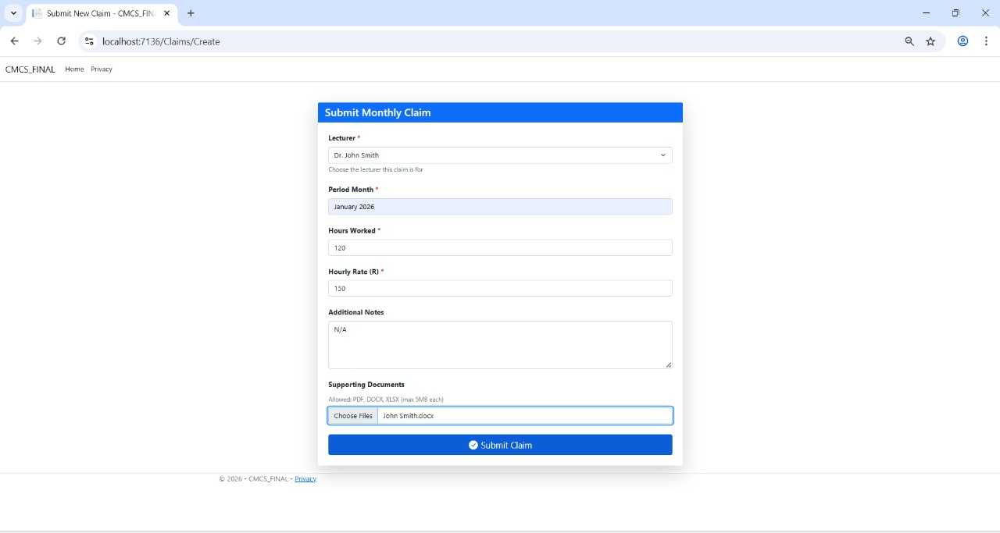 Submit New Claim - CMCS_FIN
localhost:7136/Claims/Create
CMCS_FINAL Home Privacy
Submit Monthly Claim
Lecturer *
Dr. John Smith
Choose the lecturer this claim is for
Period Month *
January 2026
Hours Worked *
120
Hourly Rate (R) *
150
Additional Notes
N/A
Supporting Documents
Allowed: PDF, DOCX, XLSX (max 5MB each)
Choose Files John Smith.docx
Submit Claim
© 2026 - CMCS_FINAL - Privacy